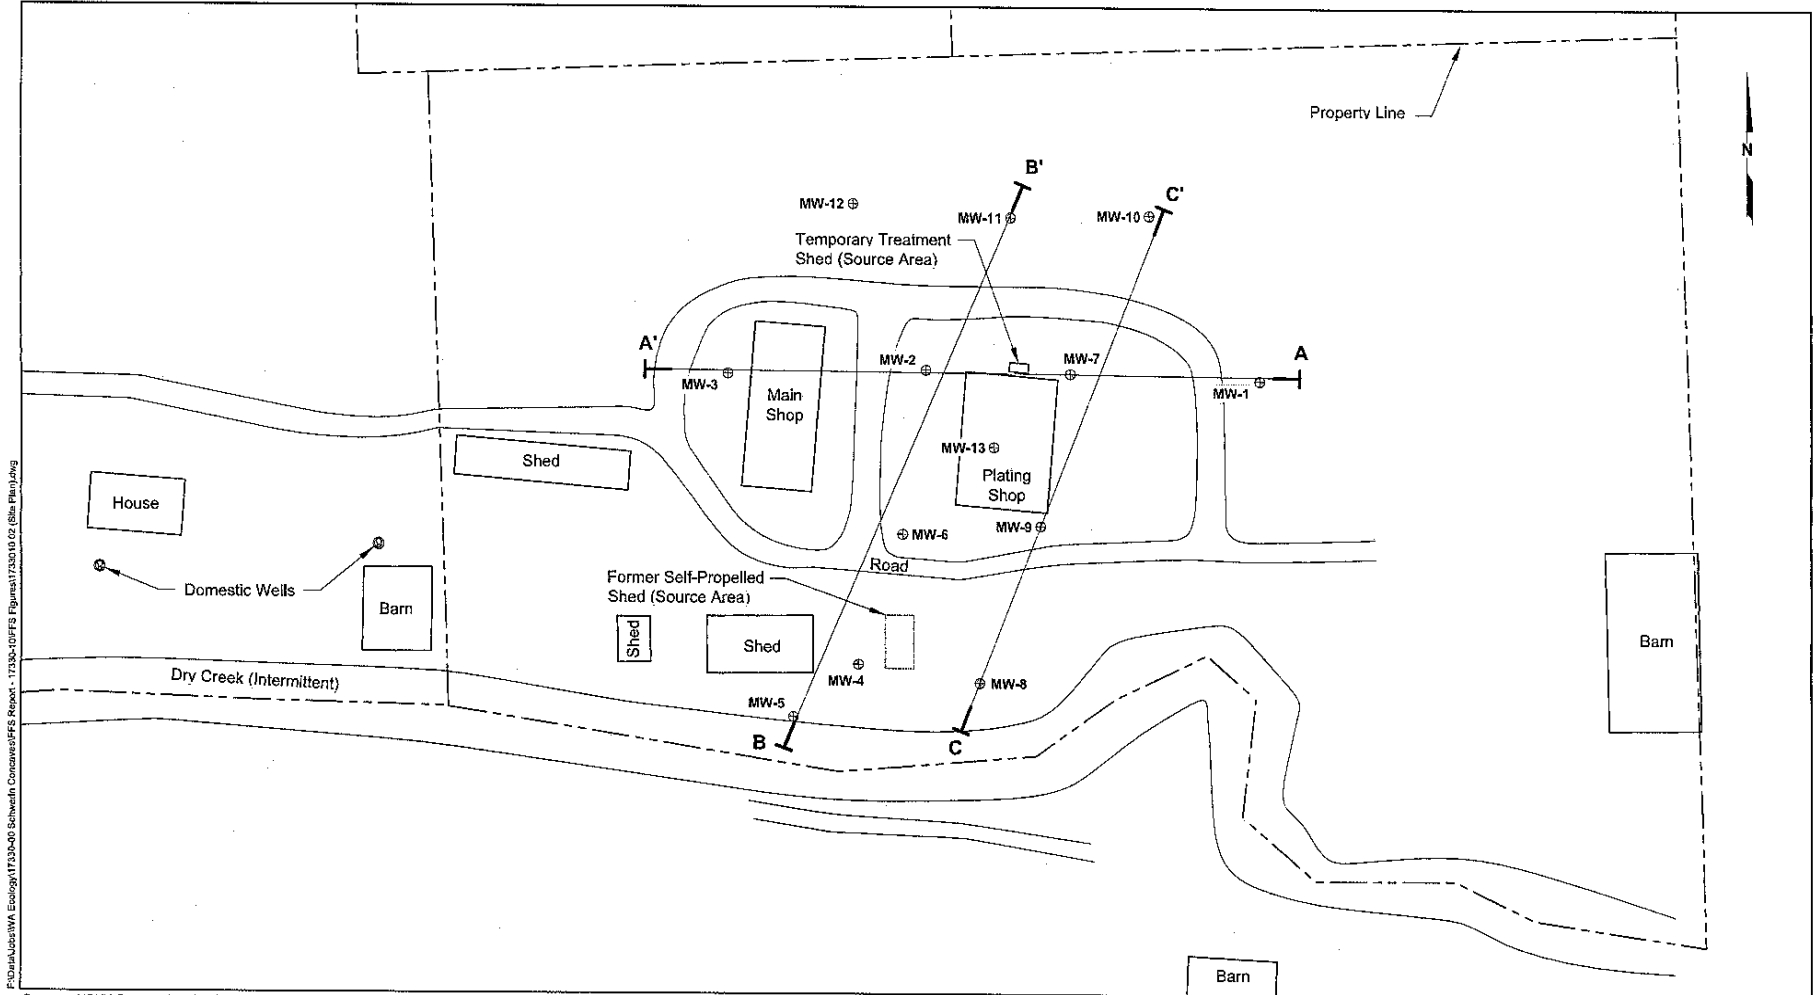 Property Line
N
B'
C'
MW-12
MW-11
MW-10
Temporary Treatment
Shed (Source Area)
A'
MW-2
MW-7
A
MW-3
MW-1
Main
Shop
MW-13
Plating
Shop
Shed
House
MW-9
MW-6
Road
Domestic Wells
Former Self-Propelled
Shed (Source Area)
Barn
Shed
Shed
Barn
Dry Creek (Intermittent)
MW-4
MW-8
MW-5
B
C
Barn